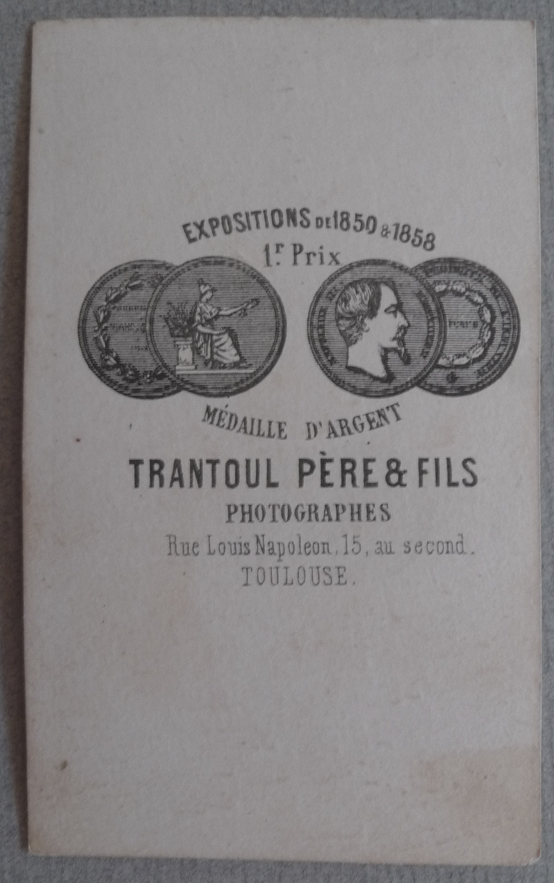 EXPOSITIONS DE 1850 & 1858
1r. Prix
MÉDAILLE D'ARGENT
TRANTOUL PÈRE & FILS
PHOTOGRAPHES
Rue Louis Napoleon, 15, au second.
TOULOUSE.